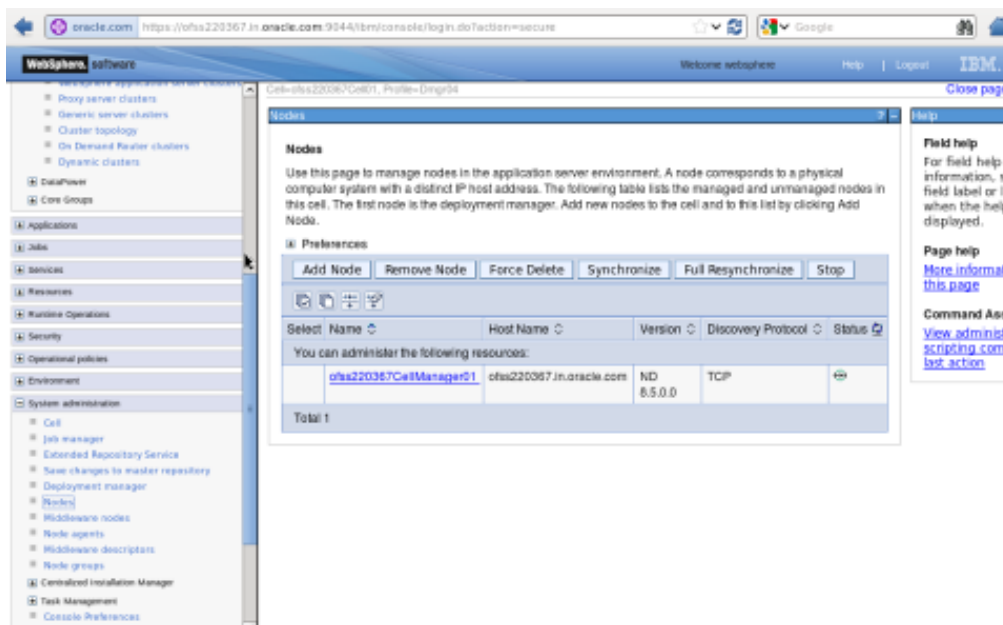 oracle.com https://ofss220367.in.oracle.com:9044/ibm/console/login.do?action=secure
Google
WebSphere. software
Welcome websphere Help | Logout IBM.
WebSphere application server clusters
Proxy server clusters
Generic server clusters
Cluster topology
On Demand Router clusters
Dynamic clusters
DataPower
Core Groups
Applications
Jobs
Services
Resources
Runtime Operations
Security
Operational policies
Environment
System administration
Cell
Job manager
Extended Repository Service
Save changes to master repository
Deployment manager
Nodes
Middleware nodes
Node agents
Middleware descriptors
Node groups
Centralized Installation Manager
Task Management
Console Preferences
Cell=ofss220367Cell01, Profile=Dmgr04
Close page
Nodes ? -
Nodes
Use this page to manage nodes in the application server environment. A node corresponds to a physical
computer system with a distinct IP host address. The following table lists the managed and unmanaged nodes in
this cell. The first node is the deployment manager. Add new nodes to the cell and to this list by clicking Add
Node.
Preferences
Add Node Remove Node Force Delete Synchronize Full Resynchronize Stop
Select Name Host Name Version Discovery Protocol Status
You can administer the following resources:
ofss220367CellManager01 ofss220367.in.oracle.com ND TCP
8.5.0.0
Total 1
Help
Field help
For field help
information, s
field label or l
when the help
displayed.
Page help
More informat
this page
Command Ass
View administ
scripting com
last action